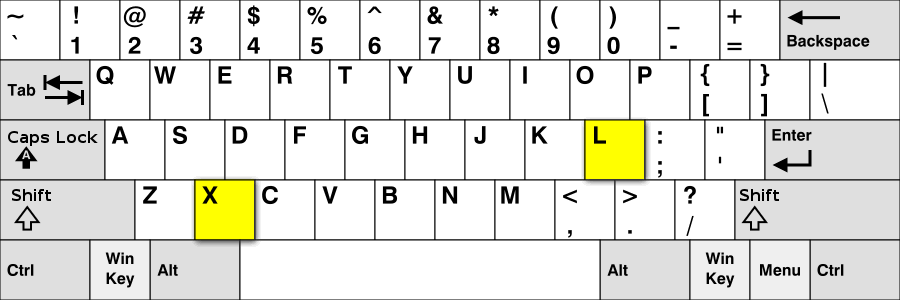 ~ ! @ # $ % ^ & * ( ) _ +
` 1 2 3 4 5 6 7 8 9 0 - = Backspace
Tab Q W E R T Y U I O P { } |
[ ] \
Caps Lock A S D F G H J K L : " Enter
A ; '
Shift Z X C V B N M < > ? Shift
, . /
Ctrl Win Key Alt Alt Win Key Menu Ctrl